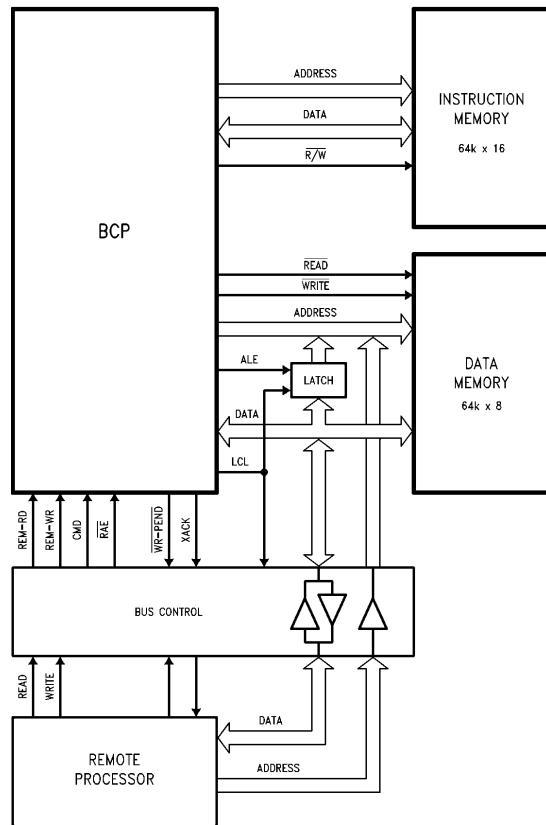 ADDRESS
INSTRUCTION
MEMORY
64k x 16
DATA
R/W
BCP
READ
WRITE
ADDRESS
DATA
MEMORY
64k x 8
ALE
LATCH
DATA
LCL
REM-RD
REM-WR
CMD
RAE
WR-PEND
XACK
BUS CONTROL
READ
WRITE
DATA
REMOTE
PROCESSOR
ADDRESS